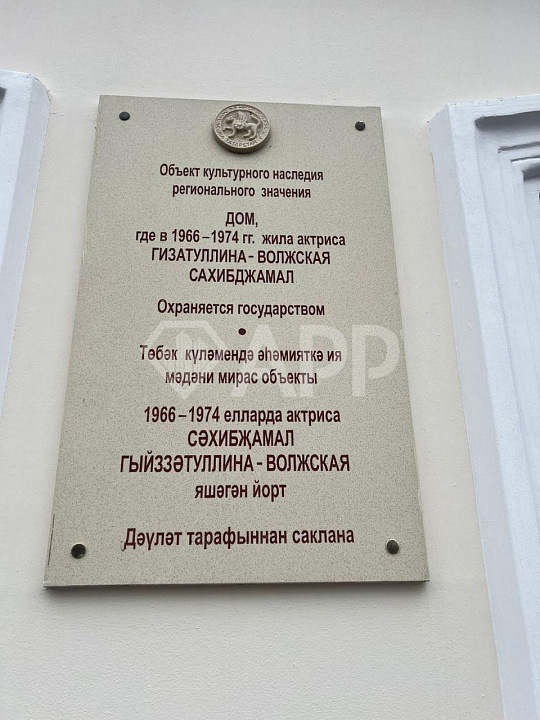 Объект культурного наследия
регионального значения
ДОМ,
где в 1966–1974 гг. жила актриса
ГИЗАТУЛЛИНА - ВОЛЖСКАЯ
САХИБДЖАМАЛ
Охраняется государством
•
Төбәк күләмендә әһәмияткә ия
мәдәни мирас объекты
1966–1974 елларда актриса
СӘХИБҖАМАЛ
ГЫЙЗЗӘТУЛЛИНА - ВОЛЖСКАЯ
яшәгән йорт
Дәүләт тарафыннан саклана
APP